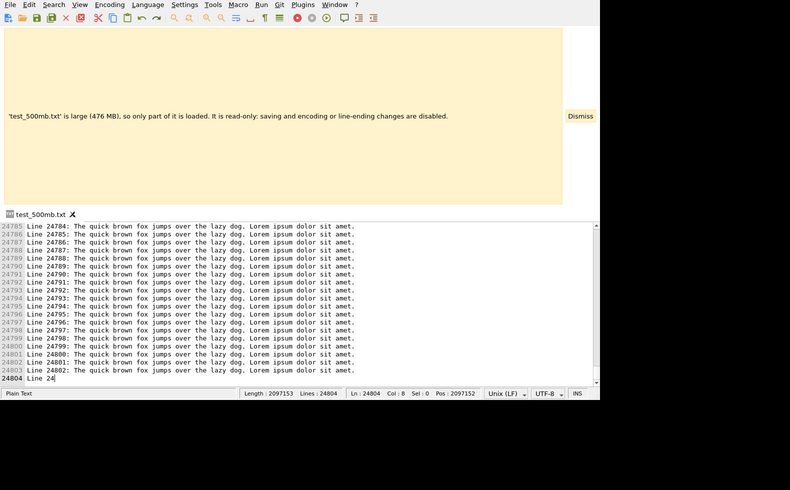 File Edit Search View Encoding Language Settings Tools Macro Run Git Plugins Window ?
'test_500mb.txt' is large (476 MB), so only part of it is loaded. It is read-only: saving and encoding or line-ending changes are disabled.
Dismiss
test_500mb.txt
24785 Line 24784: The quick brown fox jumps over the lazy dog. Lorem ipsum dolor sit amet.
24786 Line 24785: The quick brown fox jumps over the lazy dog. Lorem ipsum dolor sit amet.
24787 Line 24786: The quick brown fox jumps over the lazy dog. Lorem ipsum dolor sit amet.
24788 Line 24787: The quick brown fox jumps over the lazy dog. Lorem ipsum dolor sit amet.
24789 Line 24788: The quick brown fox jumps over the lazy dog. Lorem ipsum dolor sit amet.
24790 Line 24789: The quick brown fox jumps over the lazy dog. Lorem ipsum dolor sit amet.
24791 Line 24790: The quick brown fox jumps over the lazy dog. Lorem ipsum dolor sit amet.
24792 Line 24791: The quick brown fox jumps over the lazy dog. Lorem ipsum dolor sit amet.
24793 Line 24792: The quick brown fox jumps over the lazy dog. Lorem ipsum dolor sit amet.
24794 Line 24793: The quick brown fox jumps over the lazy dog. Lorem ipsum dolor sit amet.
24795 Line 24794: The quick brown fox jumps over the lazy dog. Lorem ipsum dolor sit amet.
24796 Line 24795: The quick brown fox jumps over the lazy dog. Lorem ipsum dolor sit amet.
24797 Line 24796: The quick brown fox jumps over the lazy dog. Lorem ipsum dolor sit amet.
24798 Line 24797: The quick brown fox jumps over the lazy dog. Lorem ipsum dolor sit amet.
24799 Line 24798: The quick brown fox jumps over the lazy dog. Lorem ipsum dolor sit amet.
24800 Line 24799: The quick brown fox jumps over the lazy dog. Lorem ipsum dolor sit amet.
24801 Line 24800: The quick brown fox jumps over the lazy dog. Lorem ipsum dolor sit amet.
24802 Line 24801: The quick brown fox jumps over the lazy dog. Lorem ipsum dolor sit amet.
24803 Line 24802: The quick brown fox jumps over the lazy dog. Lorem ipsum dolor sit amet.
24804 Line 24
Plain Text Length : 2097153 Lines : 24804 Ln : 24804 Col : 8 Sel : 0 Pos : 2097152 Unix (LF) UTF-8 INS